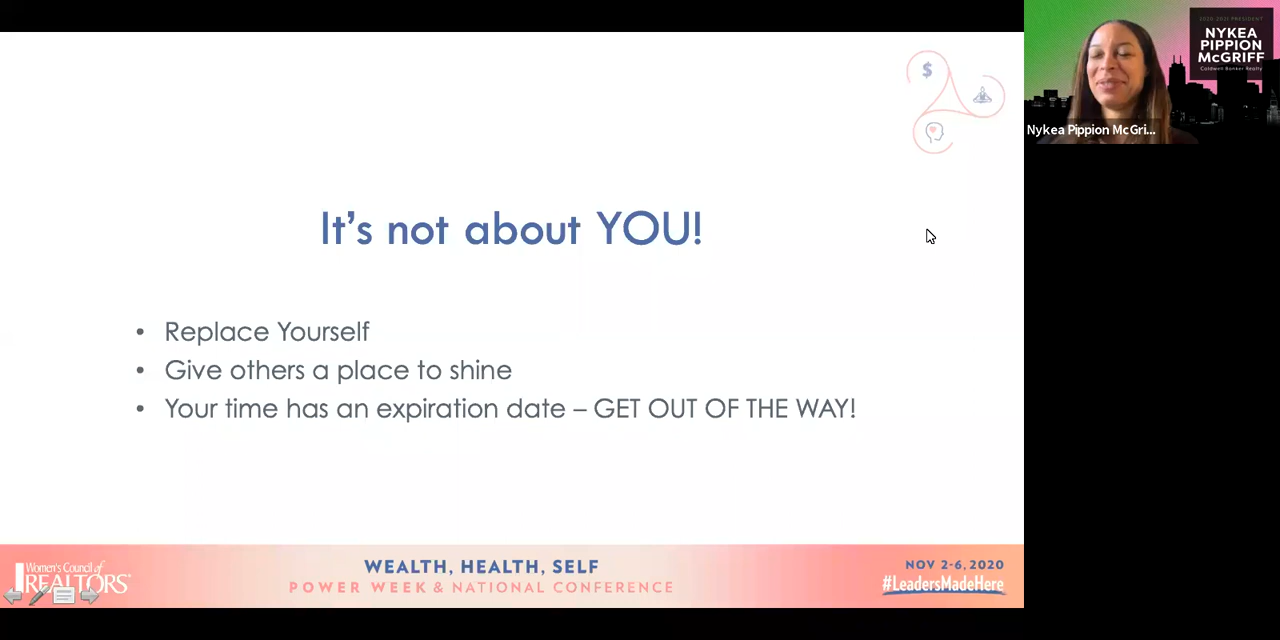 It's not about YOU!
• Replace Yourself
• Give others a place to shine
• Your time has an expiration date – GET OUT OF THE WAY!
Women's Council of
REALTORS®
WEALTH, HEALTH, SELF
POWER WEEK & NATIONAL CONFERENCE
NOV 2-6, 2020
#LeadersMadeHere
$
2020-2021 PRESIDENT
NYKEA
PIPPION
McGRIFF
Coldwell Banker Realty
Nykea Pippion McGri...